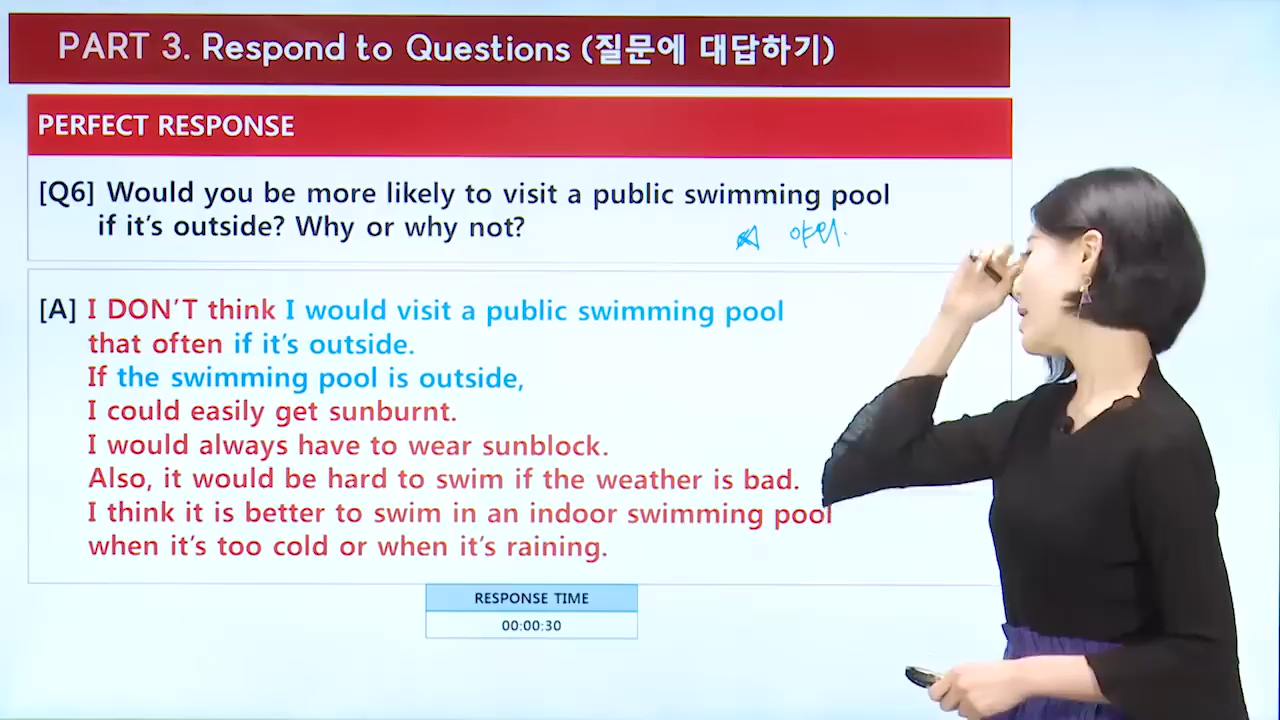 PART 3. Respond to Questions (질문에 대답하기)
PERFECT RESPONSE
[Q6] Would you be more likely to visit a public swimming pool
if it's outside? Why or why not?
[A] I DON'T think I would visit a public swimming pool
that often if it's outside.
If the swimming pool is outside,
I could easily get sunburnt.
I would always have to wear sunblock.
Also, it would be hard to swim if the weather is bad.
I think it is better to swim in an indoor swimming pool
when it's too cold or when it's raining.
RESPONSE TIME
00:00:30